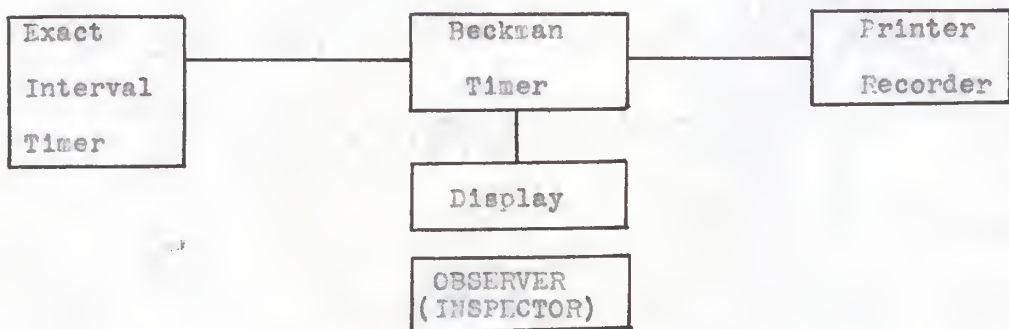 Exact
Interval
Timer
Beckman
Timer
Printer
Recorder
Display
OBSERVER
(INSPECTOR)